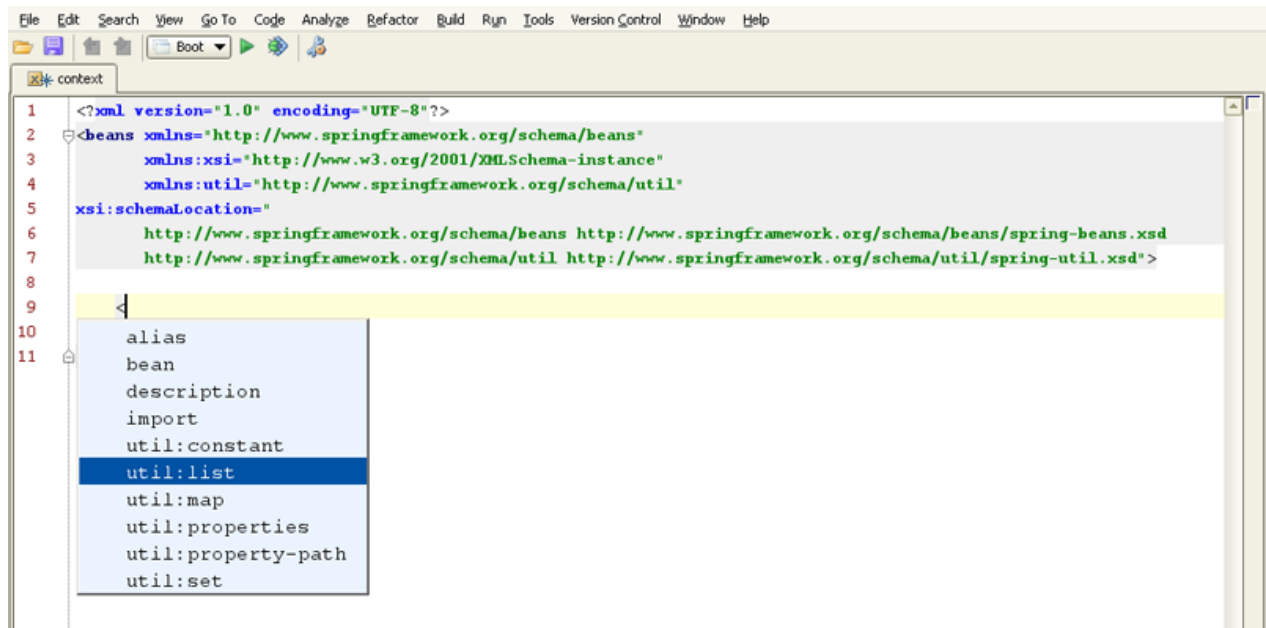 File Edit Search View Go To Code Analyze Refactor Build Run Tools Version Control Window Help
Boot
context
1 <?xml version="1.0" encoding="UTF-8"?>
2 <beans xmlns="http://www.springframework.org/schema/beans"
3 xmlns:xsi="http://www.w3.org/2001/XMLSchema-instance"
4 xmlns:util="http://www.springframework.org/schema/util"
5 xsi:schemaLocation="
6 http://www.springframework.org/schema/beans http://www.springframework.org/schema/beans/spring-beans.xsd
7 http://www.springframework.org/schema/util http://www.springframework.org/schema/util/spring-util.xsd">
8
9 <
10 alias
11 bean
description
import
util:constant
util:list
util:map
util:properties
util:property-path
util:set